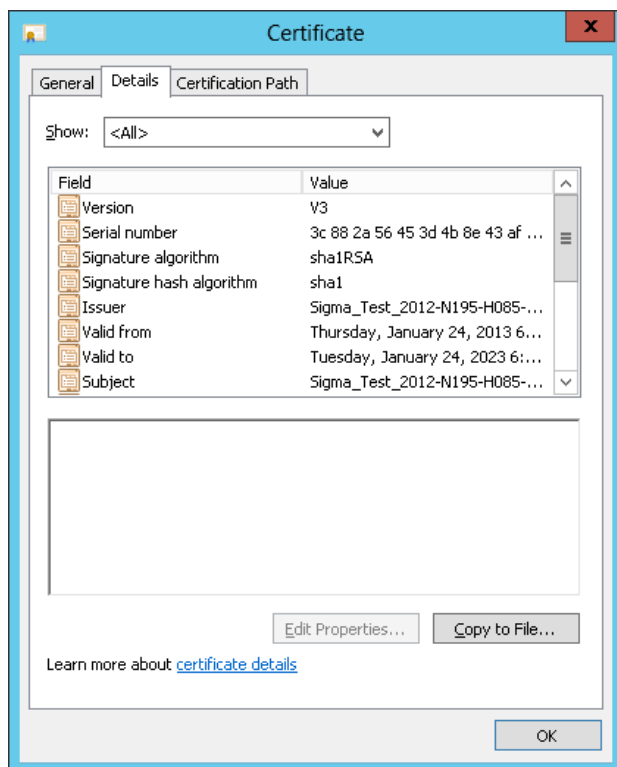 Certificate
x
General Details Certification Path
Show: <All>
Field Value
Version V3
Serial number 3c 88 2a 56 45 3d 4b 8e 43 af ...
Signature algorithm sha1RSA
Signature hash algorithm sha1
Issuer Sigma_Test_2012-N195-H085-...
Valid from Thursday, January 24, 2013 6...
Valid to Tuesday, January 24, 2023 6:...
Subject Sigma_Test_2012-N195-H085-...
Edit Properties... Copy to File...
Learn more about certificate details
OK